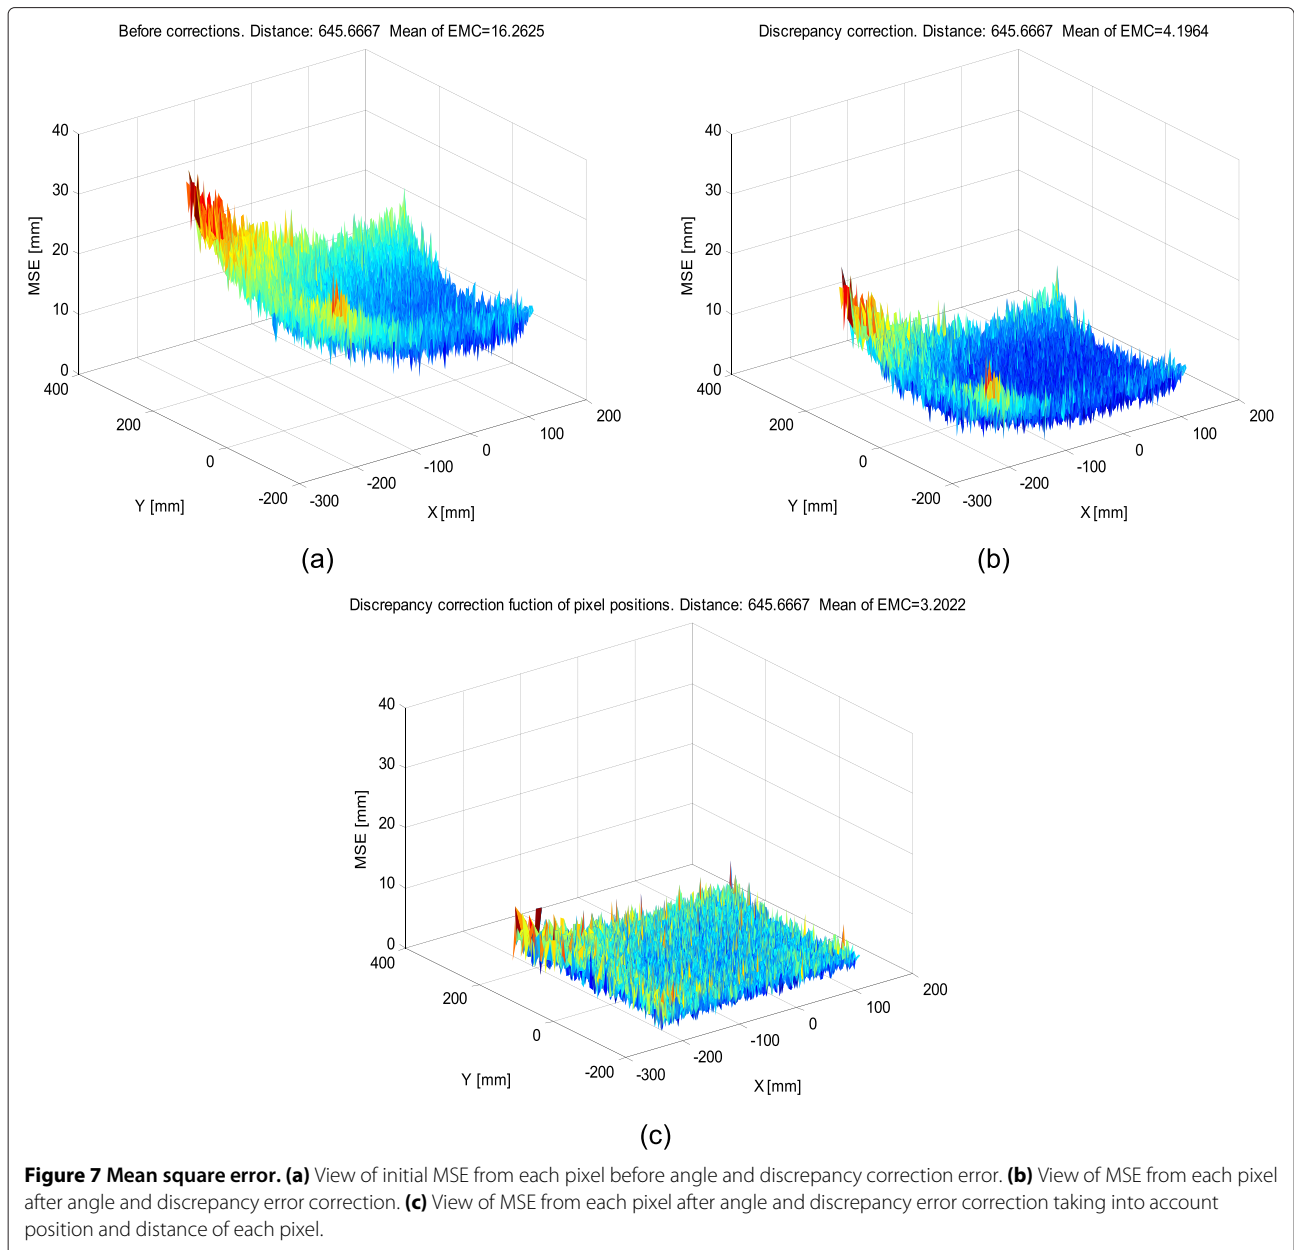 Before corrections. Distance: 645.6667 Mean of EMC=16.2625
40
30
20
10
0
MSE [mm]
400
200
0
-200
Y [mm]
-300
-200
-100
0
100
200
X [mm]
(a)
Discrepancy correction. Distance: 645.6667 Mean of EMC=4.1964
40
30
20
10
0
MSE [mm]
400
200
0
-200
Y [mm]
-300
-200
-100
0
100
200
X [mm]
(b)
Discrepancy correction fuction of pixel positions. Distance: 645.6667 Mean of EMC=3.2022
40
30
20
10
0
MSE [mm]
400
200
0
-200
Y [mm]
-300
-200
-100
0
100
200
X [mm]
(c)
Figure 7 Mean square error. (a) View of initial MSE from each pixel before angle and discrepancy correction error. (b) View of MSE from each pixel
after angle and discrepancy error correction. (c) View of MSE from each pixel after angle and discrepancy error correction taking into account
position and distance of each pixel.